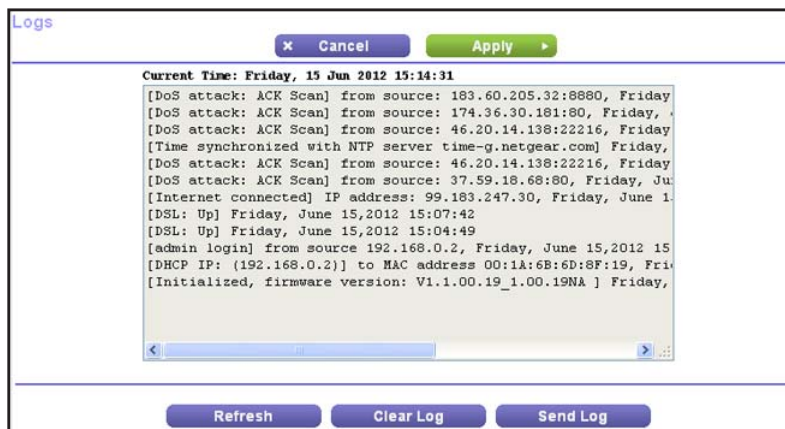 Logs
Cancel Apply
Current Time: Friday, 15 Jun 2012 15:14:31
[DoS attack: ACK Scan] from source: 183.60.205.32:8880, Friday
[DoS attack: ACK Scan] from source: 174.36.30.181:80, Friday,
[DoS attack: ACK Scan] from source: 46.20.14.138:22216, Friday
[Time synchronized with NTP server time-g.netgear.com] Friday,
[DoS attack: ACK Scan] from source: 46.20.14.138:22216, Friday
[DoS attack: ACK Scan] from source: 37.59.18.68:80, Friday, Ju
[Internet connected] IP address: 99.183.247.30, Friday, June 1
[DSL: Up] Friday, June 15,2012 15:07:42
[DSL: Up] Friday, June 15,2012 15:04:49
[admin login] from source 192.168.0.2, Friday, June 15,2012 15
[DHCP IP: (192.168.0.2)] to MAC address 00:1A:6B:6D:8F:19, Fri
[Initialized, firmware version: V1.1.00.19_1.00.19NA ] Friday,
Refresh Clear Log Send Log